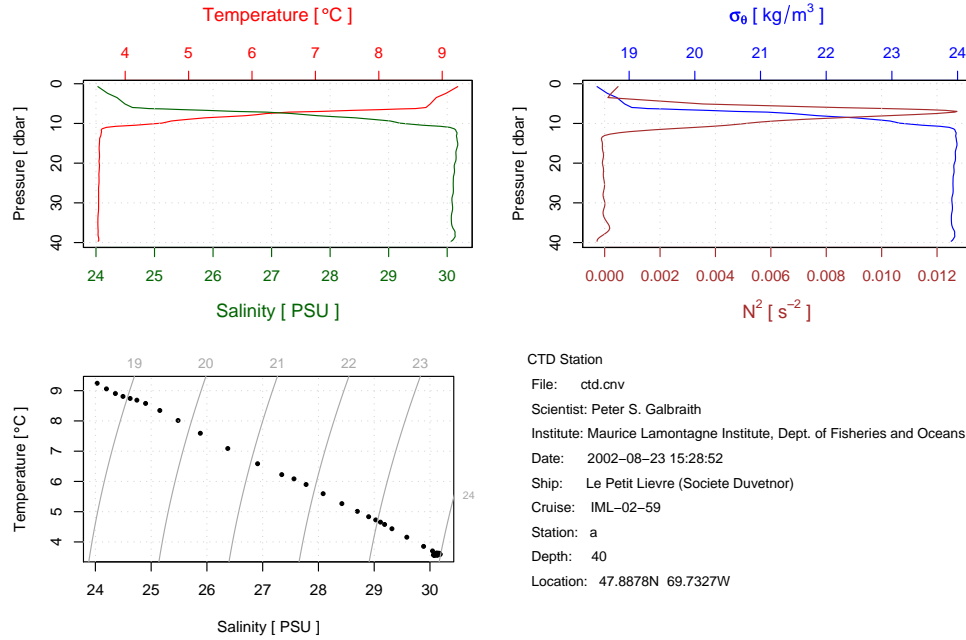 Temperature [ °C ]
4 5 6 7 8 9
Pressure [ dbar ]
0 10 20 30 40
24 25 26 27 28 29 30
Salinity [ PSU ]
σθ [ kg/m³ ]
19 20 21 22 23 24
Pressure [ dbar ]
0 10 20 30 40
0.000 0.002 0.004 0.006 0.008 0.010 0.012
N² [ s⁻² ]
19 20 21 22 23
24
Temperature [°C]
9 8 7 6 5 4
24 25 26 27 28 29 30
Salinity [ PSU ]
CTD Station
File: ctd.cnv
Scientist: Peter S. Galbraith
Institute: Maurice Lamontagne Institute, Dept. of Fisheries and Oceans
Date: 2002−08−23 15:28:52
Ship: Le Petit Lievre (Societe Duvetnor)
Cruise: IML−02−59
Station: a
Depth: 40
Location: 47.8878N 69.7327W